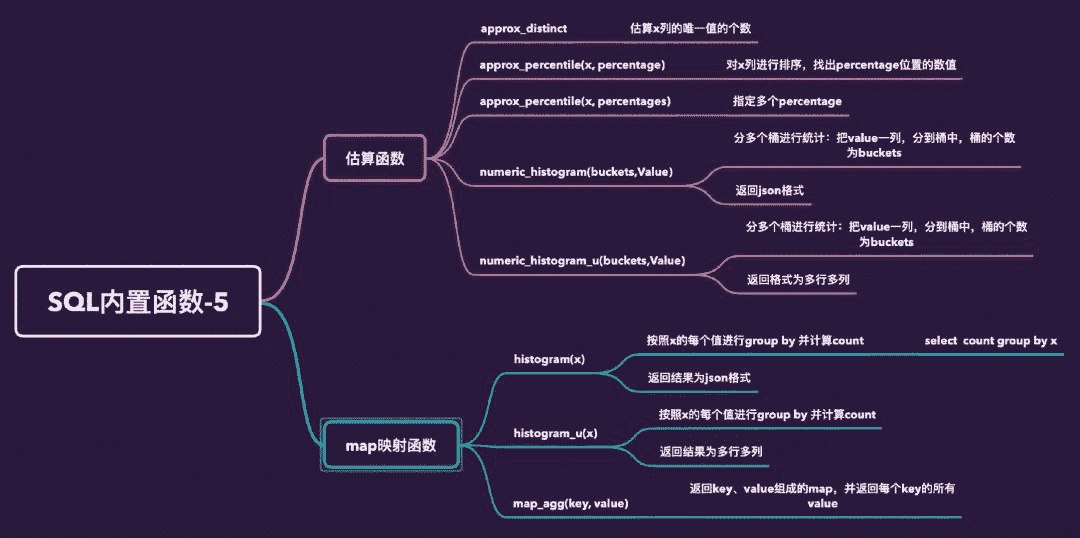 SQL内置函数-5
估算函数
approx_distinct
估算x列的唯一值的个数
approx_percentile(x, percentage)
对x列进行排序，找出percentage位置的数值
approx_percentile(x, percentages)
指定多个percentage
numeric_histogram(buckets,Value)
分多个桶进行统计：把value一列，分到桶中，桶的个数
为buckets
返回json格式
numeric_histogram_u(buckets,Value)
分多个桶进行统计：把value一列，分到桶中，桶的个数
为buckets
返回格式为多行多列
map映射函数
histogram(x)
按照x的每个值进行group by 并计算count
select count group by x
返回结果为json格式
histogram_u(x)
按照x的每个值进行group by 并计算count
返回结果为多行多列
map_agg(key, value)
返回key、value组成的map，并返回每个key的所有
value